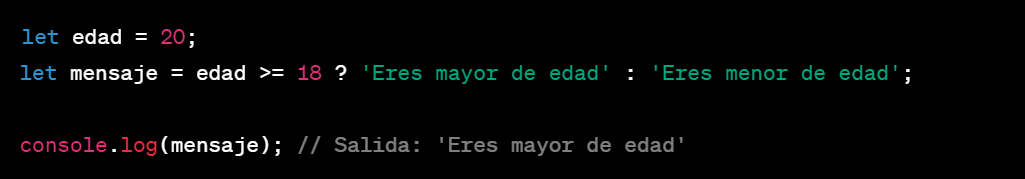 let edad = 20;
let mensaje = edad >= 18 ? 'Eres mayor de edad' : 'Eres menor de edad';
console.log(mensaje); // Salida: 'Eres mayor de edad'